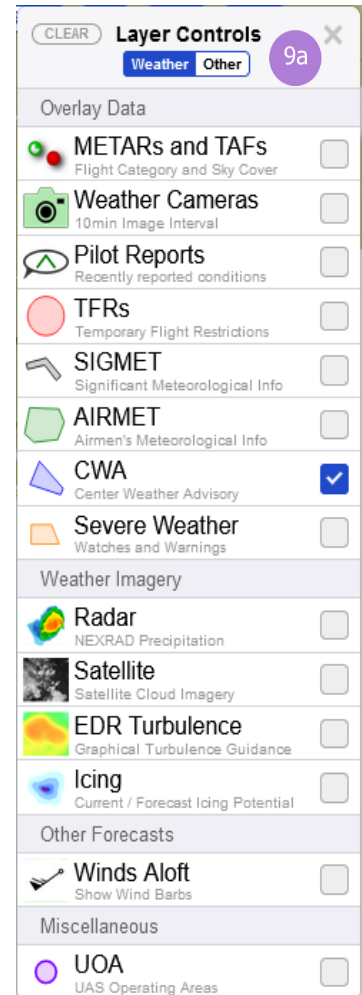 CLEAR Layer Controls
Weather Other
9a
Overlay Data
METARs and TAFs
Flight Category and Sky Cover
Weather Cameras
10min Image Interval
Pilot Reports
Recently reported conditions
TFRs
Temporary Flight Restrictions
SIGMET
Significant Meteorological Info
AIRMET
Airmen's Meteorological Info
CWA
Center Weather Advisory
Severe Weather
Watches and Warnings
Weather Imagery
Radar
NEXRAD Precipitation
Satellite
Satellite Cloud Imagery
EDR Turbulence
Graphical Turbulence Guidance
Icing
Current / Forecast Icing Potential
Other Forecasts
Winds Aloft
Show Wind Barbs
Miscellaneous
UOA
UAS Operating Areas